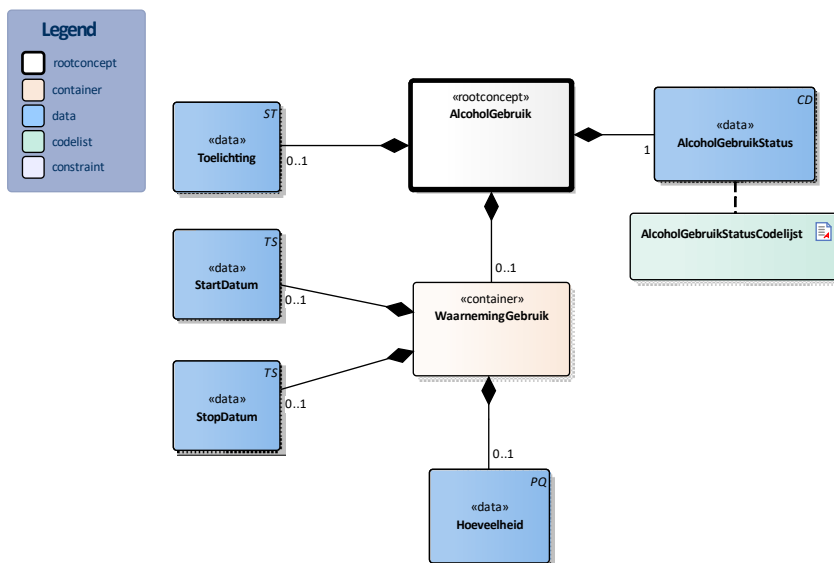 Legend
rootconcept
container
data
codelist
constraint
«rootconcept»
AlcoholGebruik
ST
«data»
Toelichting
0..1
CD
«data»
AlcoholGebruikStatus
1
AlcoholGebruikStatusCodelijst
TS
«data»
StartDatum
0..1
0..1
«container»
WaarnemingGebruik
TS
«data»
StopDatum
0..1
0..1
PQ
«data»
Hoeveelheid